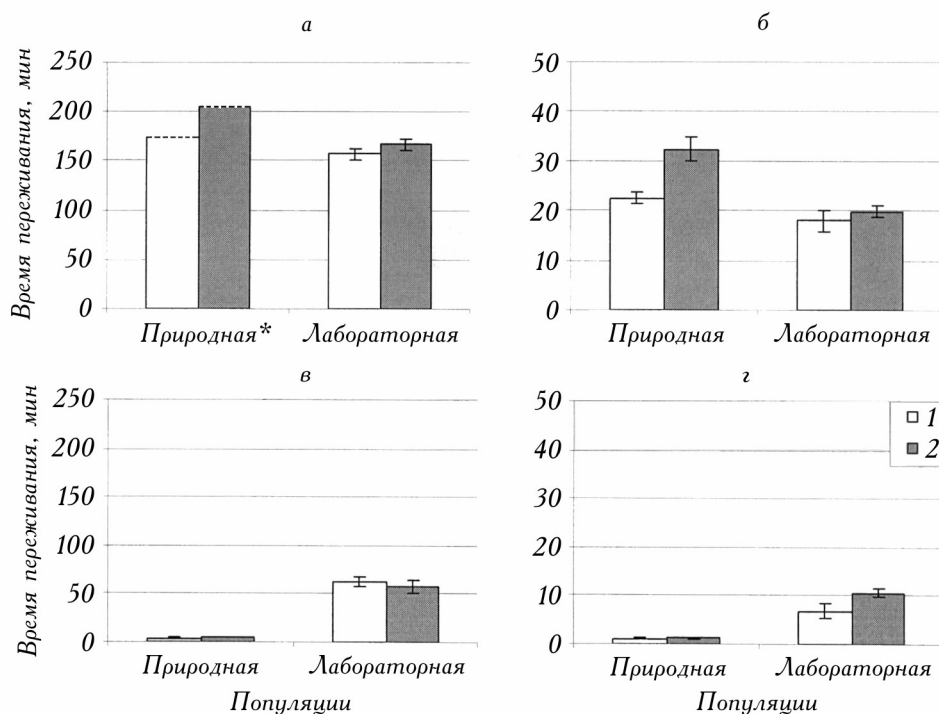 а
Время переживания, мин
250
200
150
100
50
0
Природная* Лабораторная
б
50
40
30
20
10
0
Природная Лабораторная
в
Время переживания, мин
250
200
150
100
50
0
Природная Лабораторная
Популяции
г
50
40
30
20
10
0
1
2
Природная Лабораторная
Популяции